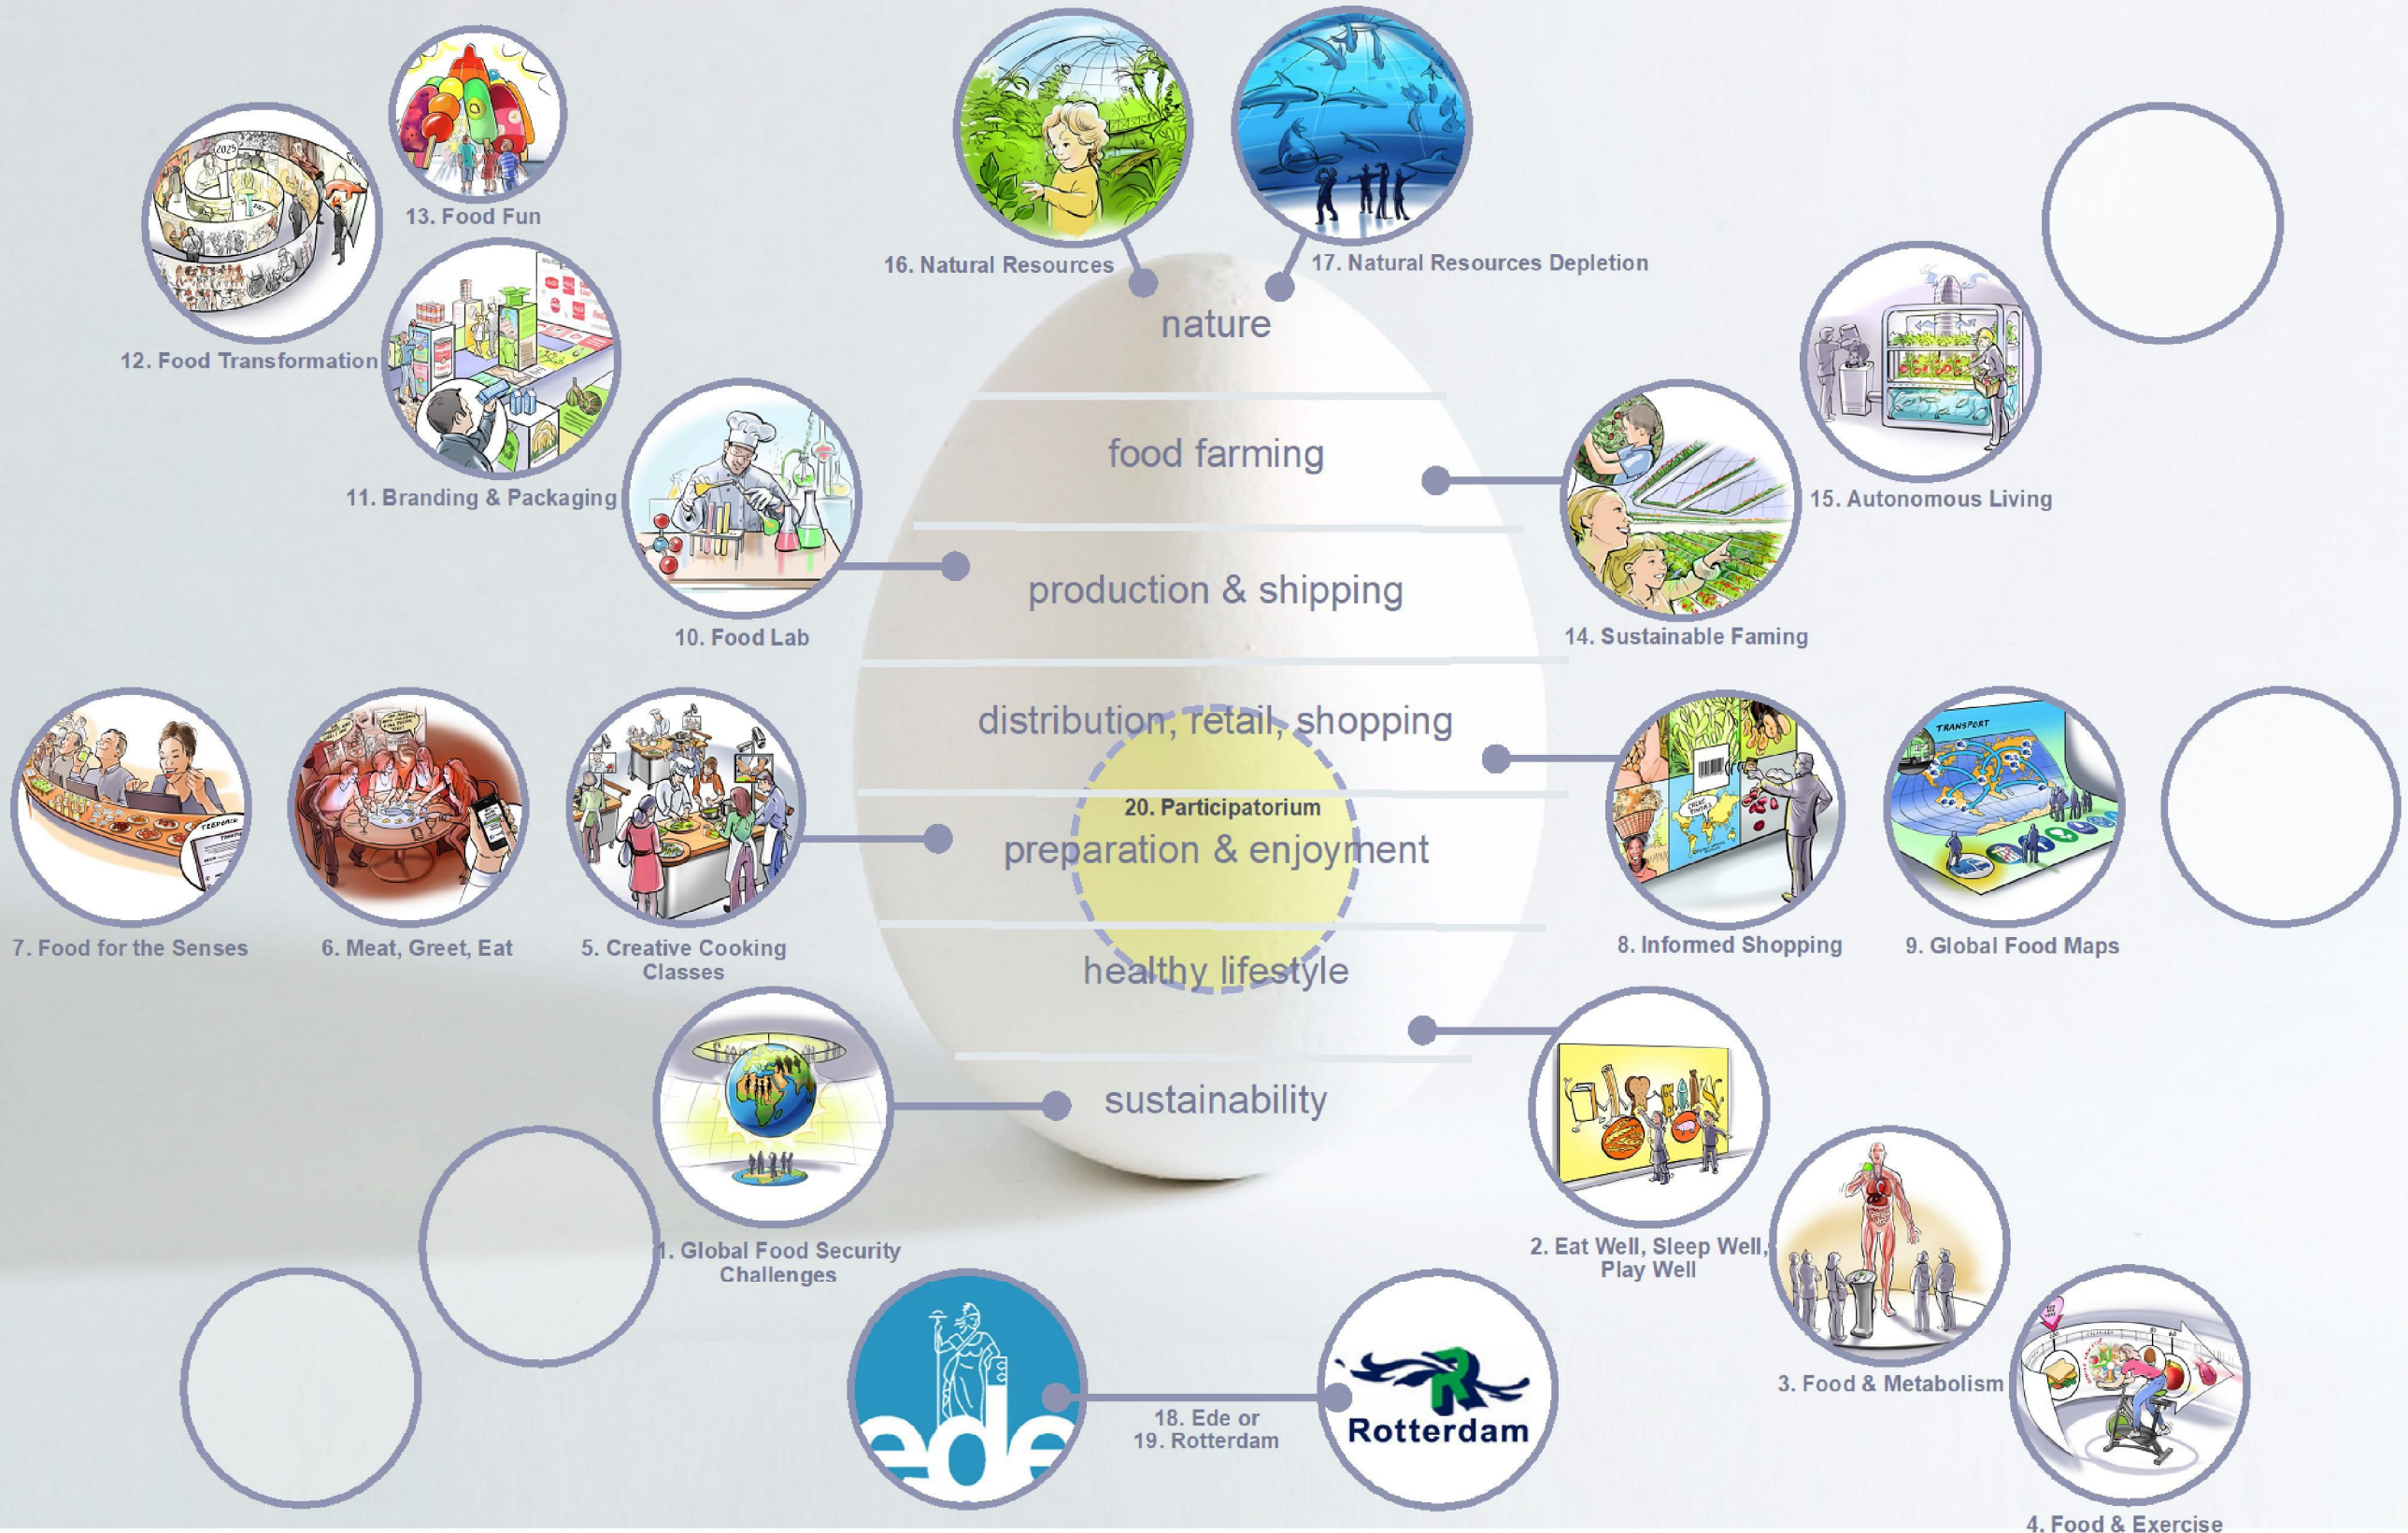 2025
13. Food Fun
16. Natural Resources
17. Natural Resources Depletion
nature
12. Food Transformation
11. Branding & Packaging
food farming
15. Autonomous Living
production & shipping
10. Food Lab
14. Sustainable Faming
distribution, retail, shopping
TRANSPORT
20. Participatorium
preparation & enjoyment
FEEDBACK
7. Food for the Senses
6. Meat, Greet, Eat
5. Creative Cooking
Classes
8. Informed Shopping
9. Global Food Maps
healthy lifestyle
sustainability
1. Global Food Security
Challenges
2. Eat Well, Sleep Well,
Play Well
3. Food & Metabolism
ede
18. Ede or
19. Rotterdam
R
Rotterdam
4. Food & Exercise